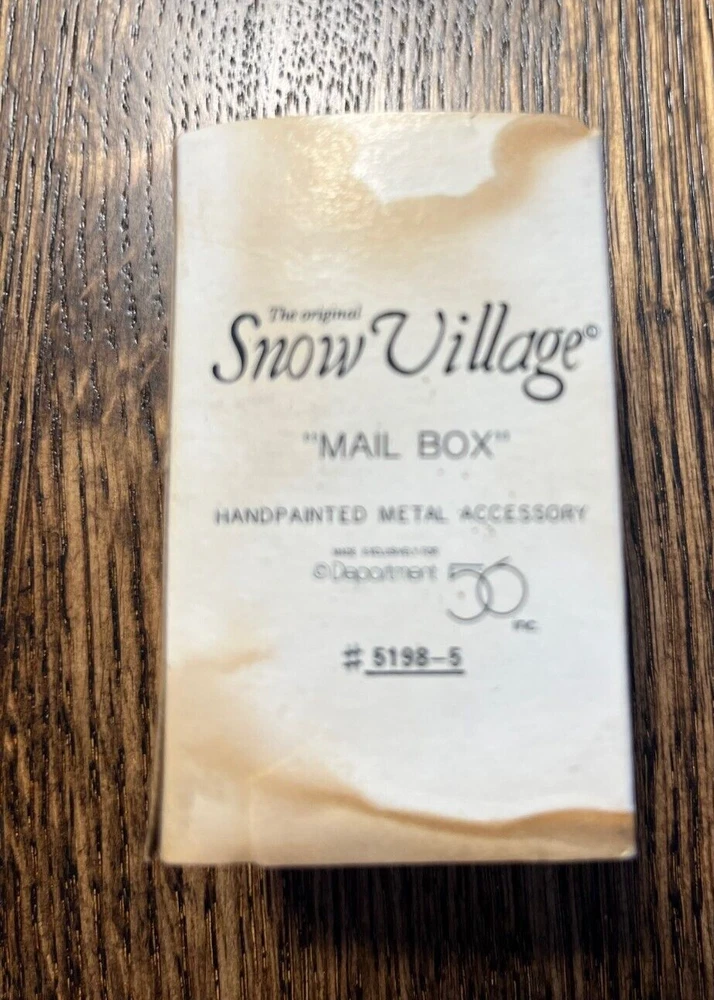 The original
Snow Village©
"MAIL BOX"
HANDPAINTED METAL ACCESSORY
© Department 56
INC.
# 5198-5